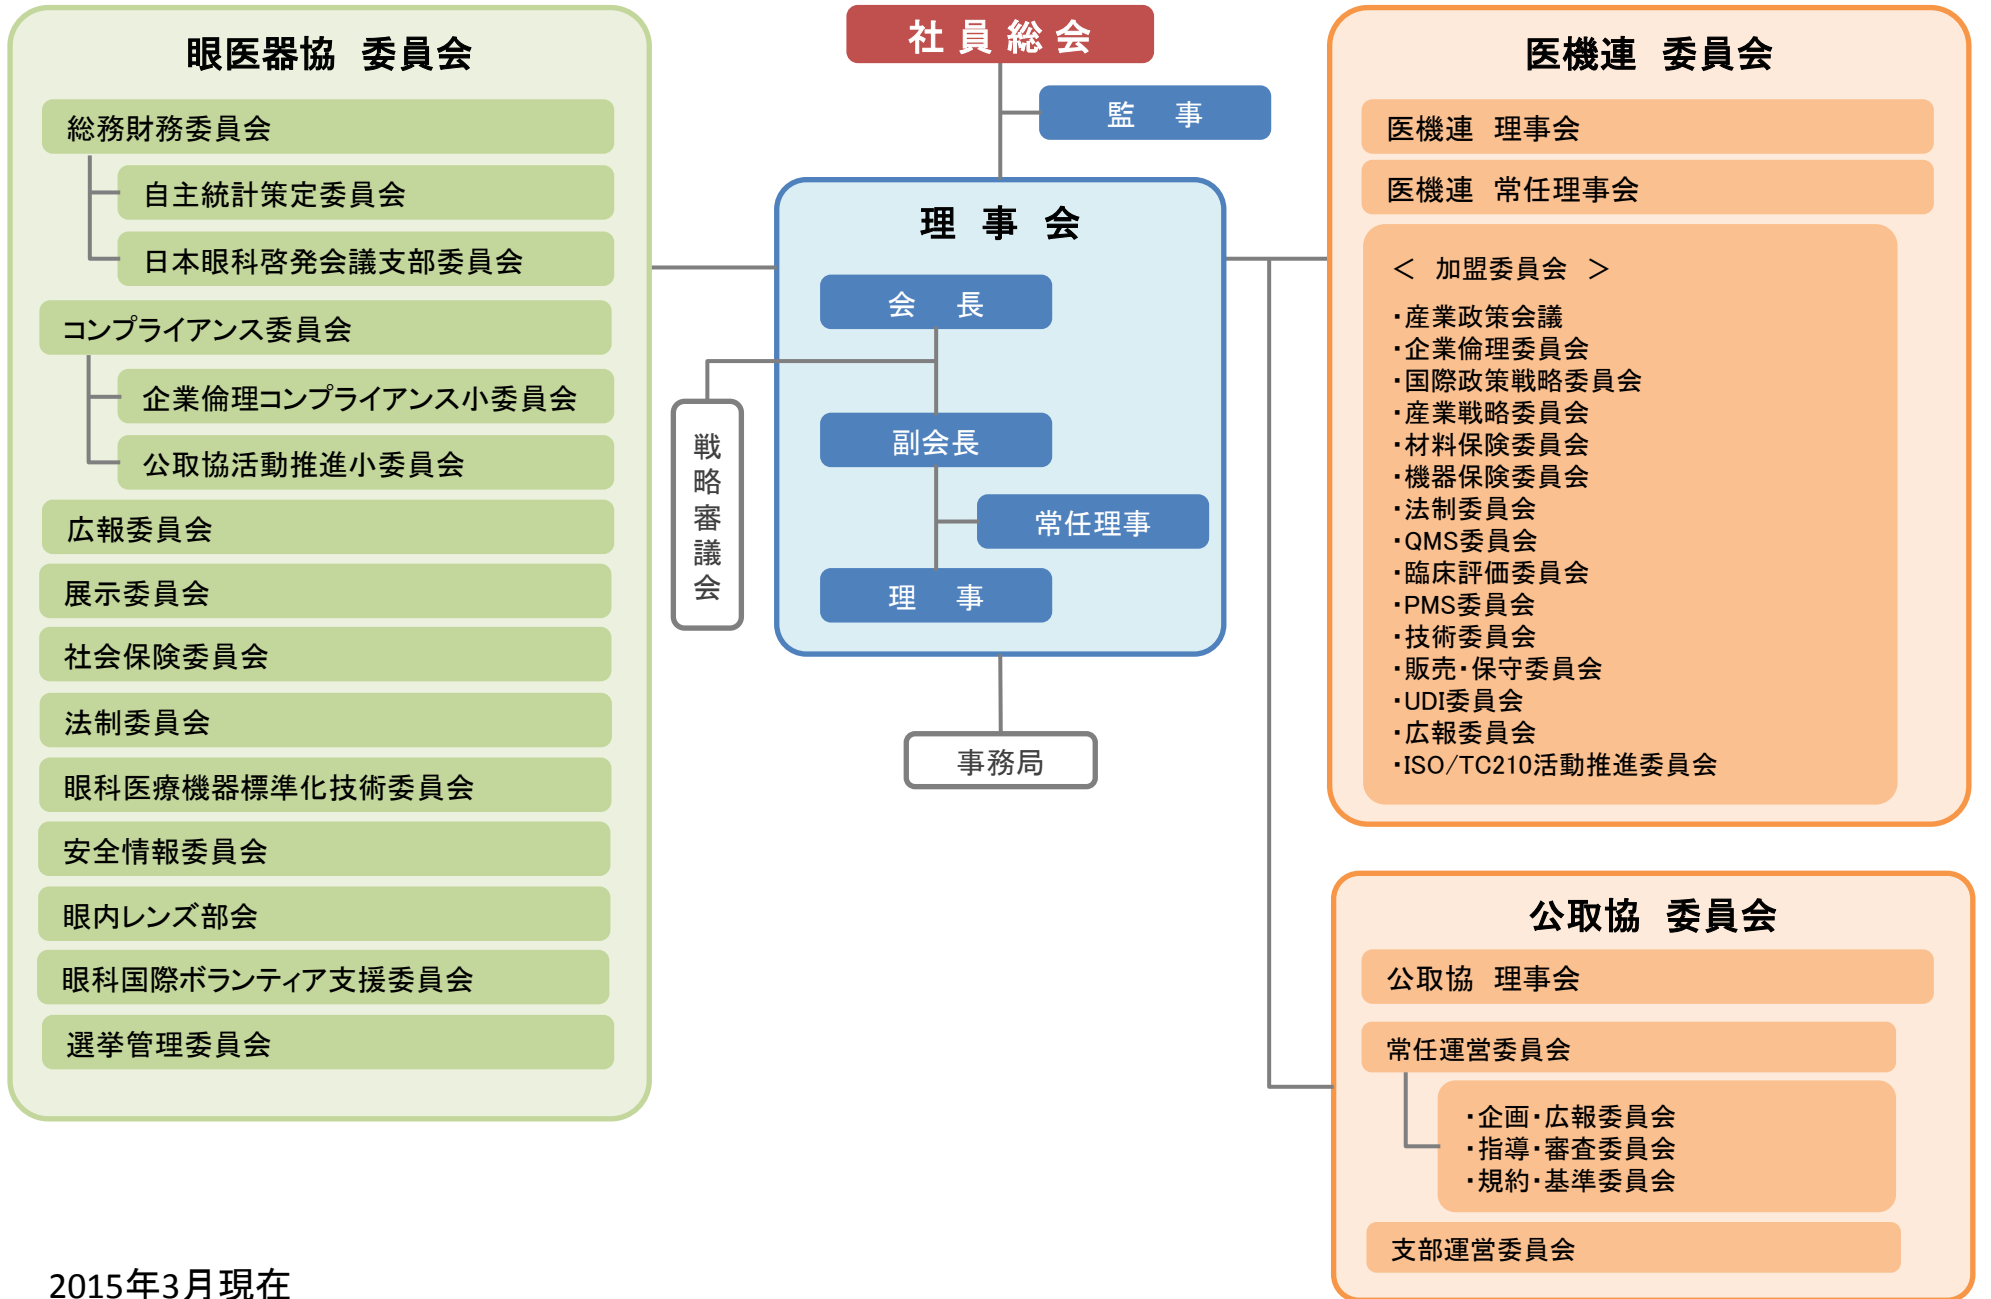 眼医器協　委員会
総務財務委員会
自主統計策定委員会
日本眼科啓発会議支部委員会
コンプライアンス委員会
企業倫理コンプライアンス小委員会
公取協活動推進小委員会
広報委員会
展示委員会
社会保険委員会
法制委員会
眼科医療機器標準化技術委員会
安全情報委員会
眼内レンズ部会
眼科国際ボランティア支援委員会
選挙管理委員会
社 員 総 会
監　事
理 事 会
会　長
副会長
常任理事
理　事
戦略審議会
事務局
医機連　委員会
医機連　理事会
医機連　常任理事会
＜　加盟委員会　＞
・産業政策会議
・企業倫理委員会
・国際政策戦略委員会
・産業戦略委員会
・材料保険委員会
・機器保険委員会
・法制委員会
・QMS委員会
・臨床評価委員会
・PMS委員会
・技術委員会
・販売・保守委員会
・UDI委員会
・広報委員会
・ISO/TC210活動推進委員会
公取協　委員会
公取協　理事会
常任運営委員会
・企画・広報委員会
・指導・審査委員会
・規約・基準委員会
支部運営委員会
2015年3月現在